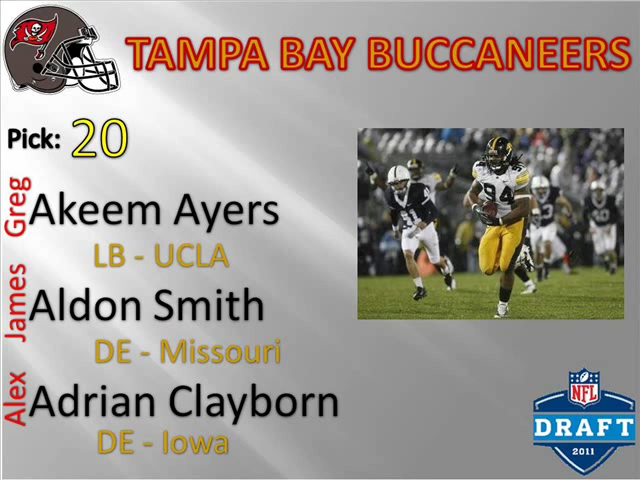 TAMPA BAY BUCCANEERS
Pick: 20
Greg
Akeem Ayers
LB - UCLA
James
Aldon Smith
DE - Missouri
Alex
Adrian Clayborn
DE - Iowa
94
NFL
DRAFT
2011